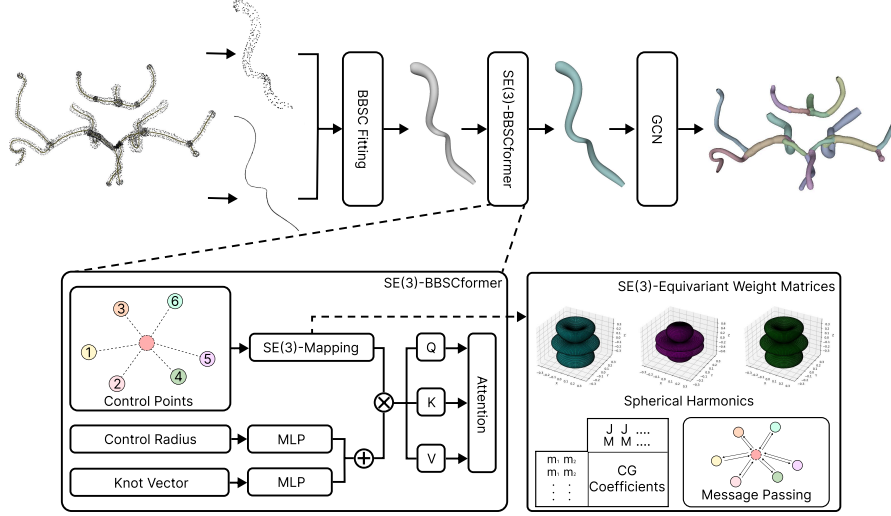 BBSC Fitting
SE(3)-BBSCformer
GCN
SE(3)-BBSCformer
3
6
1
5
2
4
Control Points
SE(3)-Mapping
Control Radius
MLP
Knot Vector
MLP
Q
K
V
Attention
SE(3)-Equivariant Weight Matrices
Spherical Harmonics
J J ....
M M ....
m₁ m₂
m₁ m₂
: :
CG
Coefficients
Message Passing